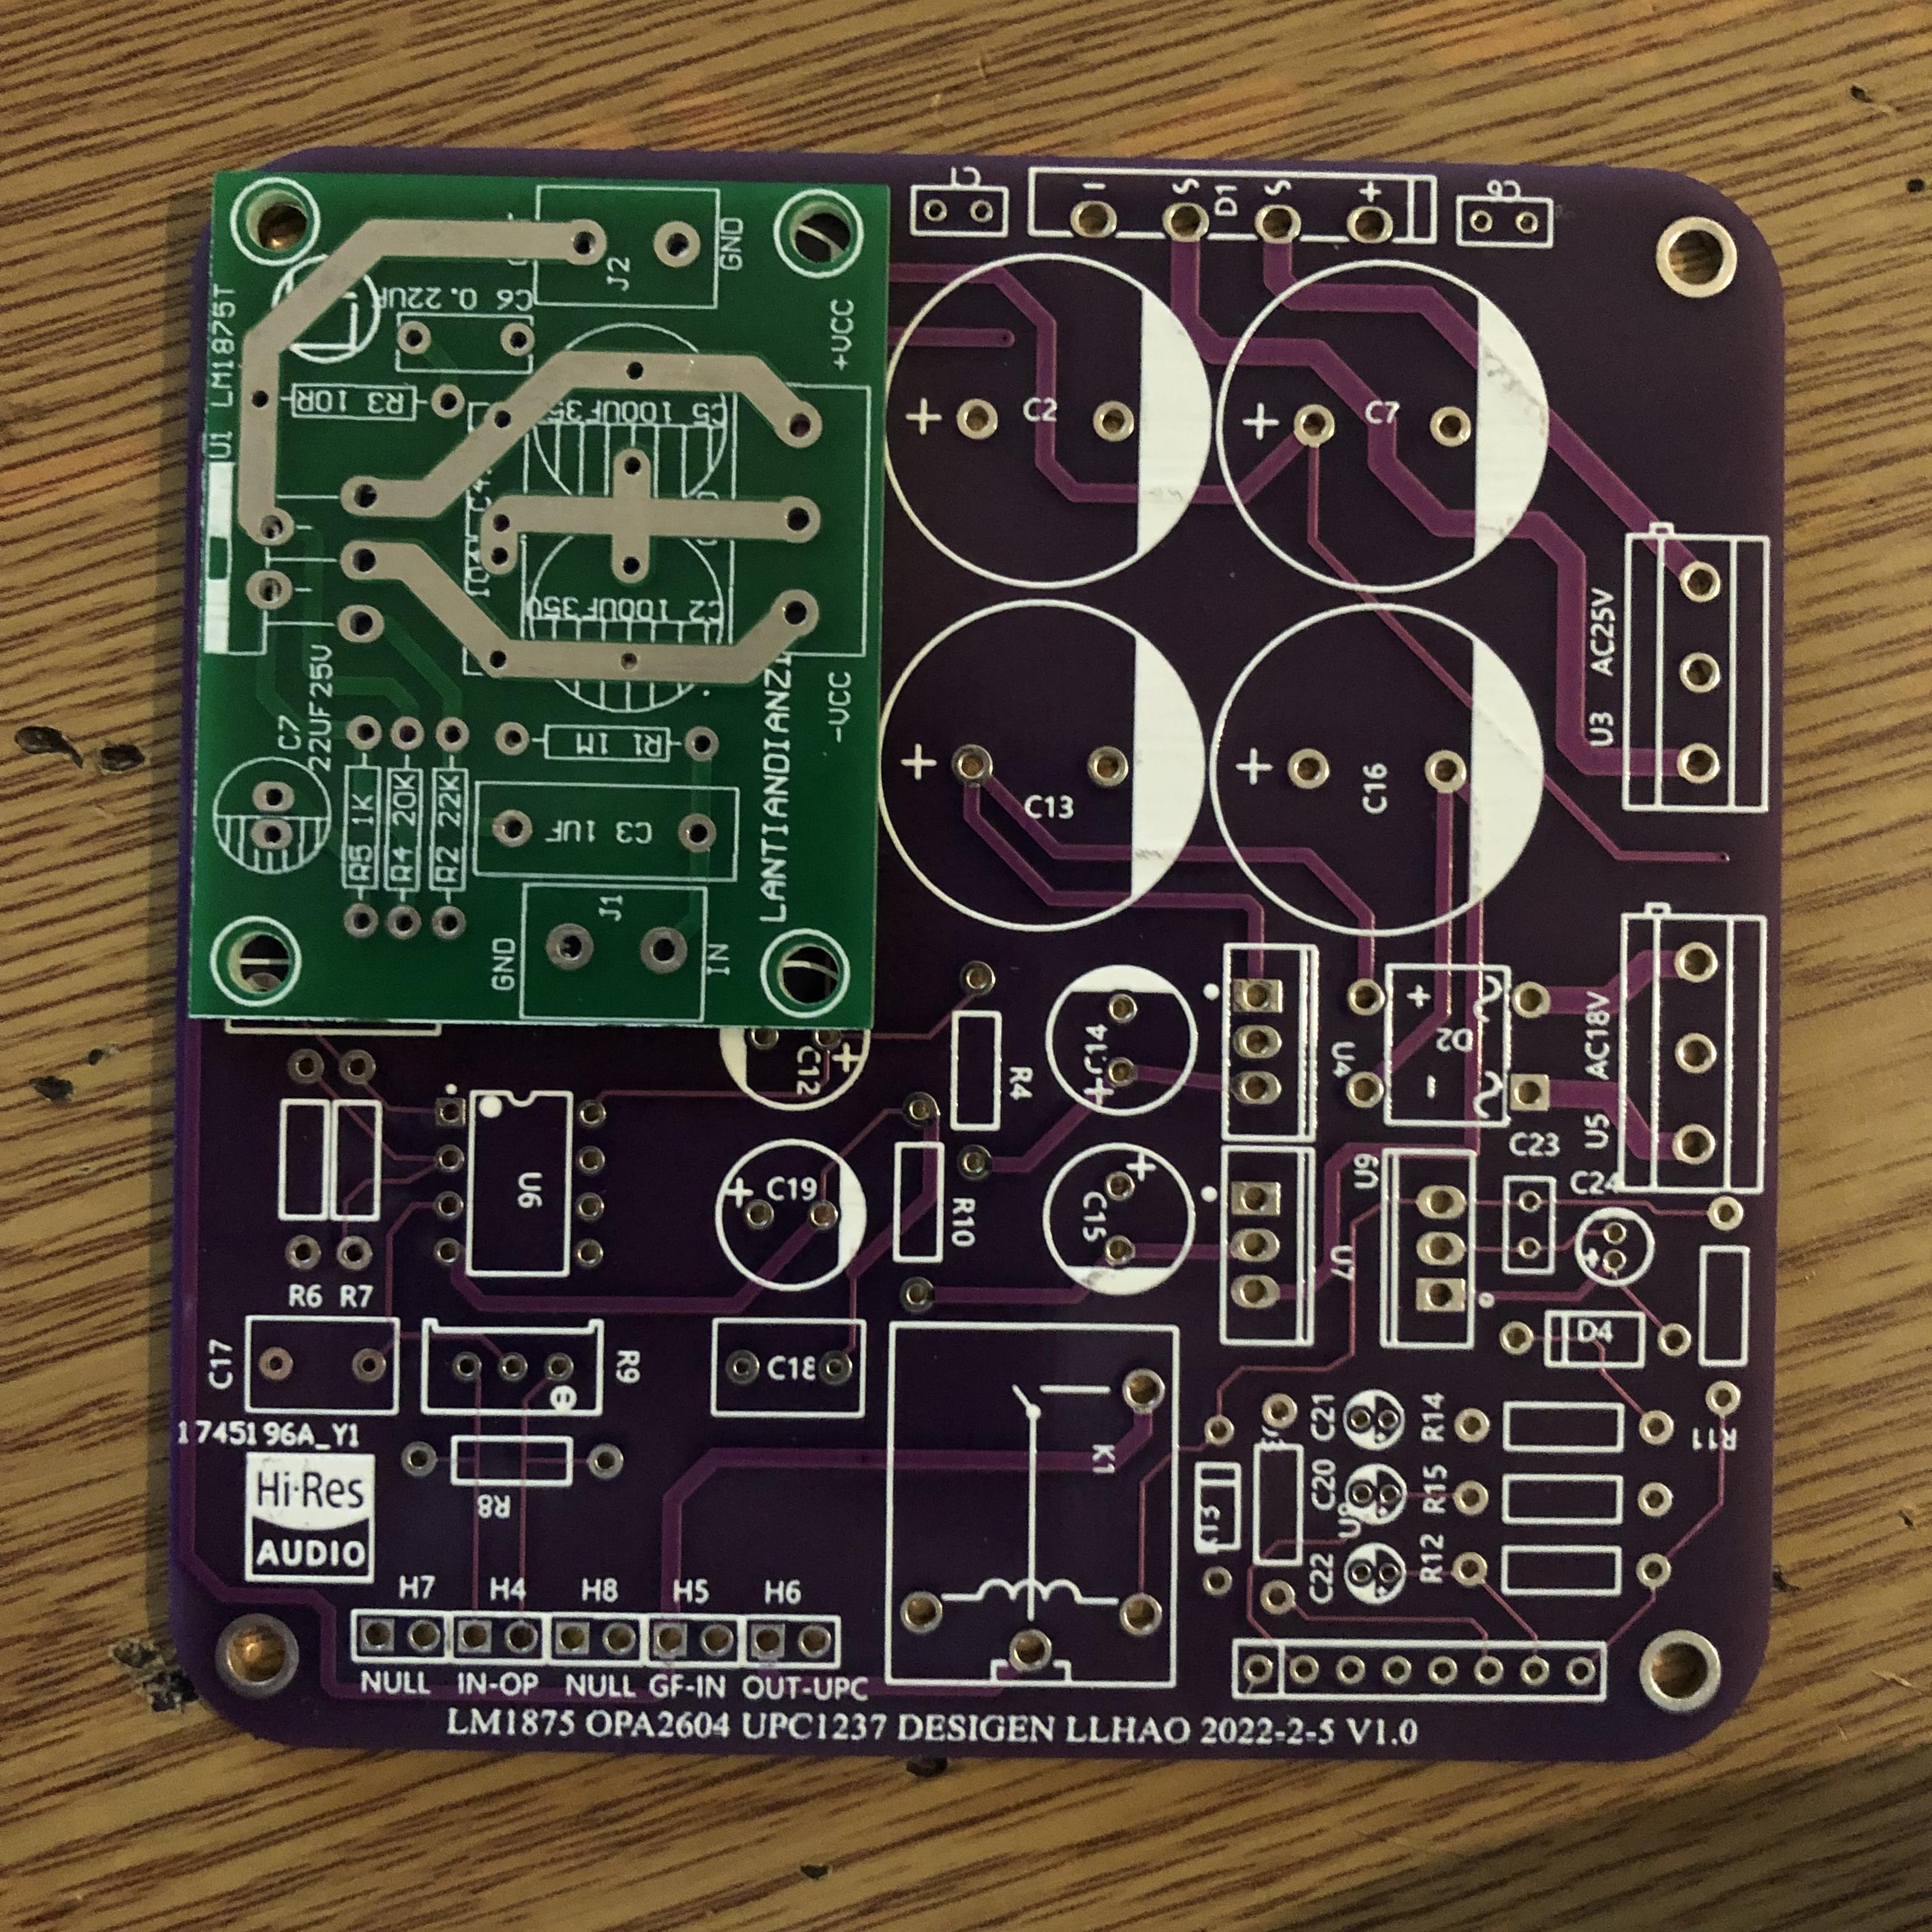 J2
GND
C6 0.22UF
U1 LM1875T
+VCC
R3 10R
C5 100UF35
C2 100UF35V
-VCC
C7
22UF25V
R1 1M
R5 1K
R4 20K
R2 22K
C3 1UF
J1
GND
IN
LANTIANDIANZI
- S D1 S +
+ C2
+ C7
+ C13
+ C16
U3 AC25V
U5 AC18V
C12 +
R4
C14 +
U4
+ D2 -
C23
C24 +
U6
+ C19
R10
C15 +
U7
U9
R6 R7
C17
R9
C18
D4
R11
K1
C21 R14
C20 R15
C22 R12
R8
1745196A_Y1
Hi-Res
AUDIO
H7 H4 H8 H5 H6
NULL IN-OP NULL GF-IN OUT-UPC
LM1875 OPA2604 UPC1237 DESIGEN LLHAO 2022-2-5 V1.0